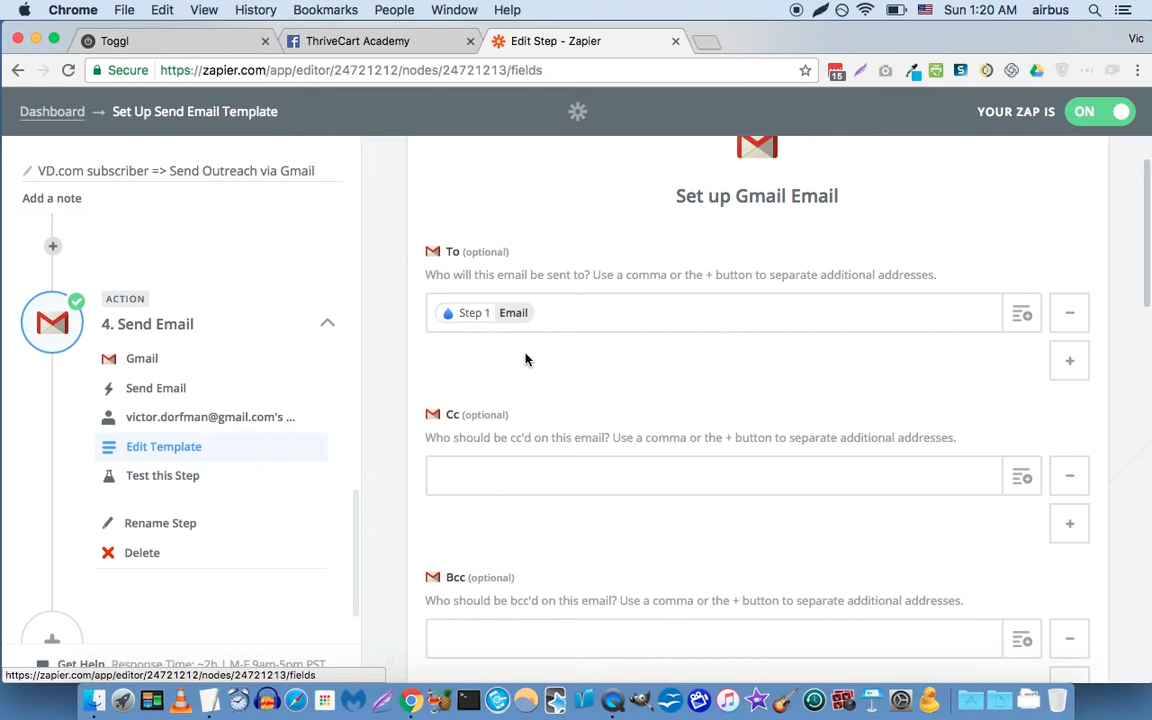 Chrome File Edit View History Bookmarks People Window Help Sun 1:20 AM airbus
Toggl ThriveCart Academy Edit Step - Zapier Vic
Secure https://zapier.com/app/editor/24721212/nodes/24721213/fields 15
Dashboard → Set Up Send Email Template YOUR ZAP IS ON
VD.com subscriber => Send Outreach via Gmail
Add a note
ACTION
4. Send Email
Gmail
Send Email
victor.dorfman@gmail.com's ...
Edit Template
Test this Step
Rename Step
Delete
Get Help Response Time: ~2h | M-F 9am-5pm PST
https://zapier.com/app/editor/24721212/nodes/24721213/fields
Set up Gmail Email
To (optional)
Who will this email be sent to? Use a comma or the + button to separate additional addresses.
Step 1 Email
Cc (optional)
Who should be cc'd on this email? Use a comma or the + button to separate additional addresses.
Bcc (optional)
Who should be bcc'd on this email? Use a comma or the + button to separate additional addresses.